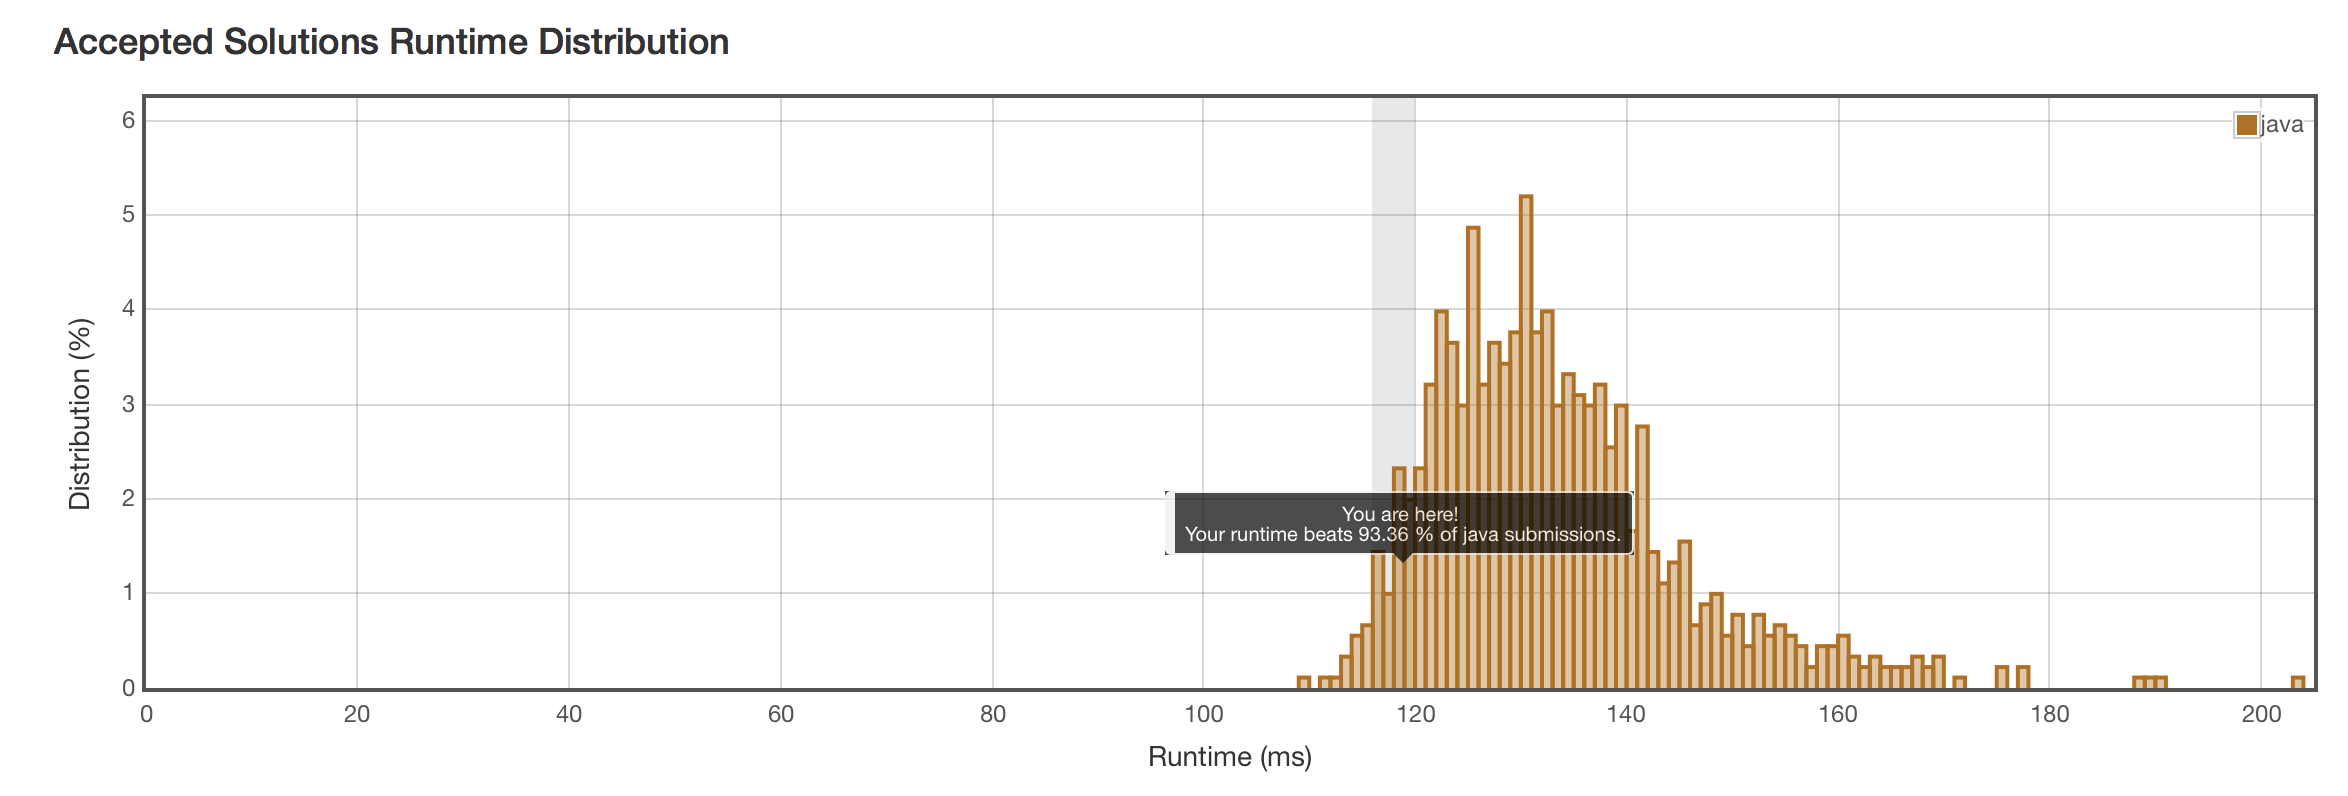 Accepted Solutions Runtime Distribution
6
java
5
4
3
2
1
0
Distribution (%)
You are here!
Your runtime beats 93.36 % of java submissions.
0 20 40 60 80 100 120 140 160 180 200
Runtime (ms)